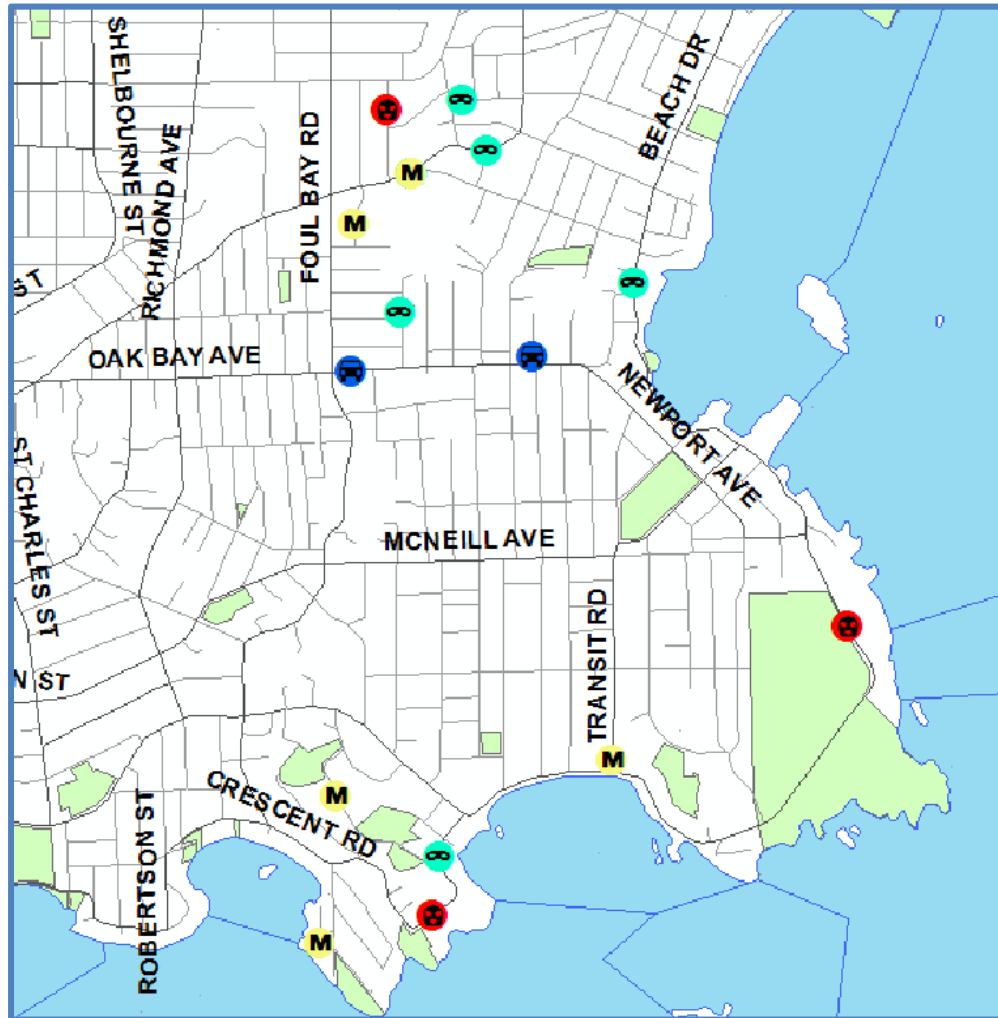 SHELBOURNE ST
RICHMOND AVE
FOUL BAY RD
BEACH DR
M
M
ST
OAK BAY AVE
NEWPORT AVE
ST CHARLES ST
MCNEILL AVE
TRANSIT RD
N ST
M
M
CRESCENT RD
ROBERTSON ST
M